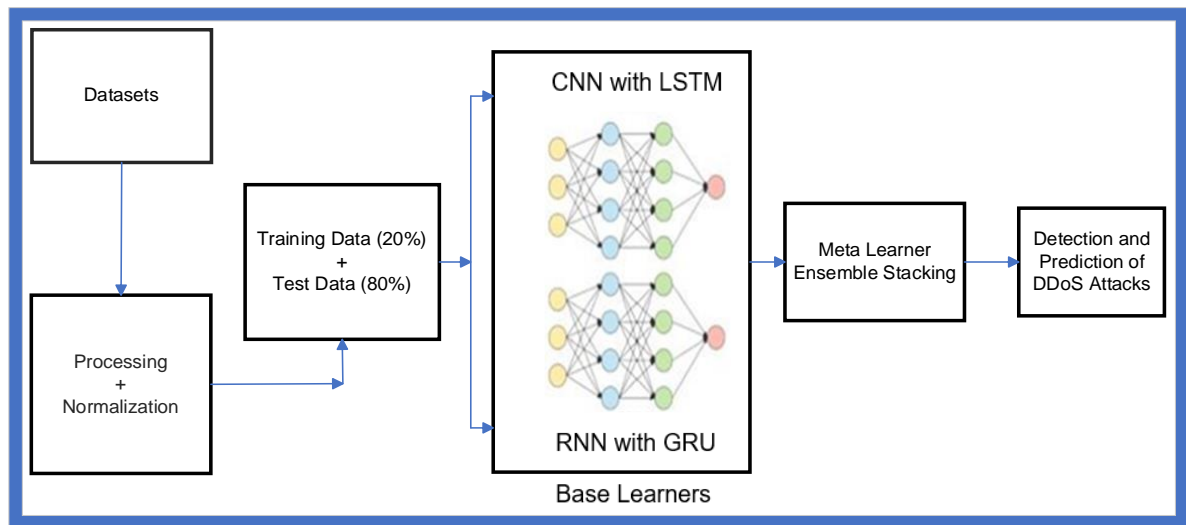 Datasets
Processing
+
Normalization
Training Data (20%)
+
Test Data (80%)
CNN with LSTM
RNN with GRU
Base Learners
Meta Learner
Ensemble Stacking
Detection and
Prediction of
DDoS Attacks